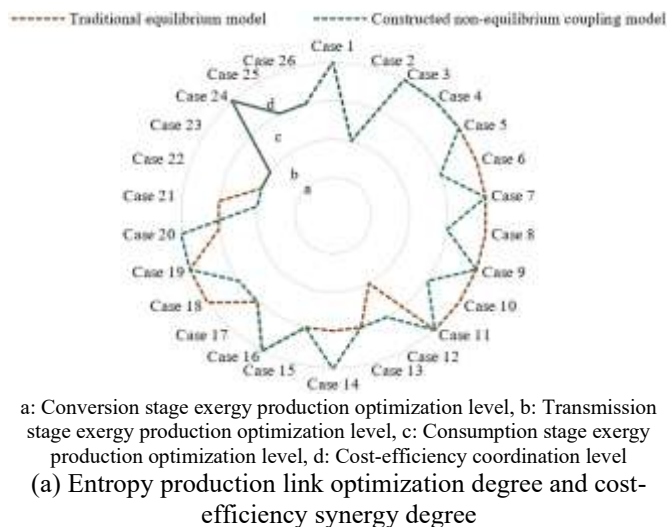 Traditional equilibrium model
Constructed non-equilibrium coupling model
Case 1
Case 2
Case 3
Case 4
Case 5
Case 6
Case 7
Case 8
Case 9
Case 10
Case 11
Case 12
Case 13
Case 14
Case 15
Case 16
Case 17
Case 18
Case 19
Case 20
Case 21
Case 22
Case 23
Case 24
Case 25
Case 26
d
c
b
a
a: Conversion stage exergy production optimization level, b: Transmission
stage exergy production optimization level, c: Consumption stage exergy
production optimization level, d: Cost-efficiency coordination level
(a) Entropy production link optimization degree and cost-
efficiency synergy degree